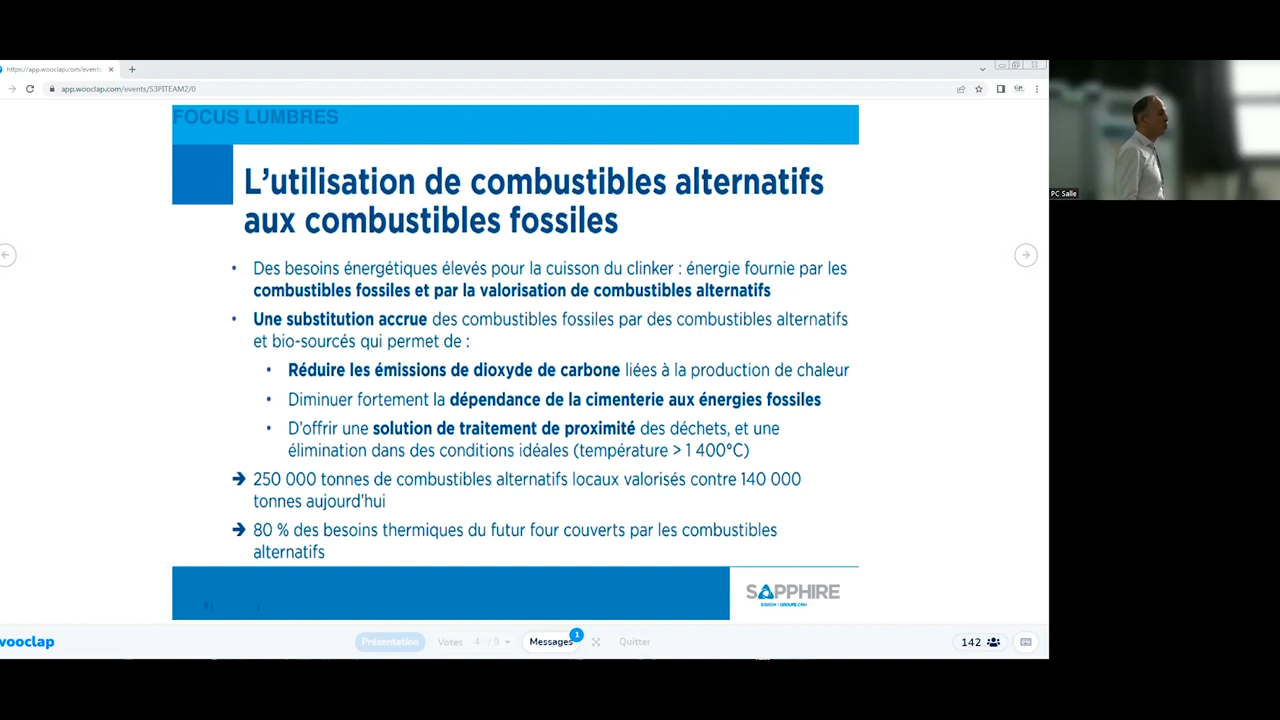 https://app.wooclap.com/events
app.wooclap.com/events/S3PITEAM2/0
FOCUS LUMBRES
L'utilisation de combustibles alternatifs
aux combustibles fossiles
• Des besoins énergétiques élevés pour la cuisson du clinker : énergie fournie par les
combustibles fossiles et par la valorisation de combustibles alternatifs
• Une substitution accrue des combustibles fossiles par des combustibles alternatifs
et bio-sourcés qui permet de :
• Réduire les émissions de dioxyde de carbone liées à la production de chaleur
• Diminuer fortement la dépendance de la cimenterie aux énergies fossiles
• D'offrir une solution de traitement de proximité des déchets, et une
élimination dans des conditions idéales (température > 1 400°C)
➔ 250 000 tonnes de combustibles alternatifs locaux valorisés contre 140 000
tonnes aujourd'hui
➔ 80 % des besoins thermiques du futur four couverts par les combustibles
alternatifs
SAPPHIRE
EQIOM | GROUPE CRH
wooclap
Présentation
Votes 4 / 9
Messages 1
Quitter
142
PC Salle